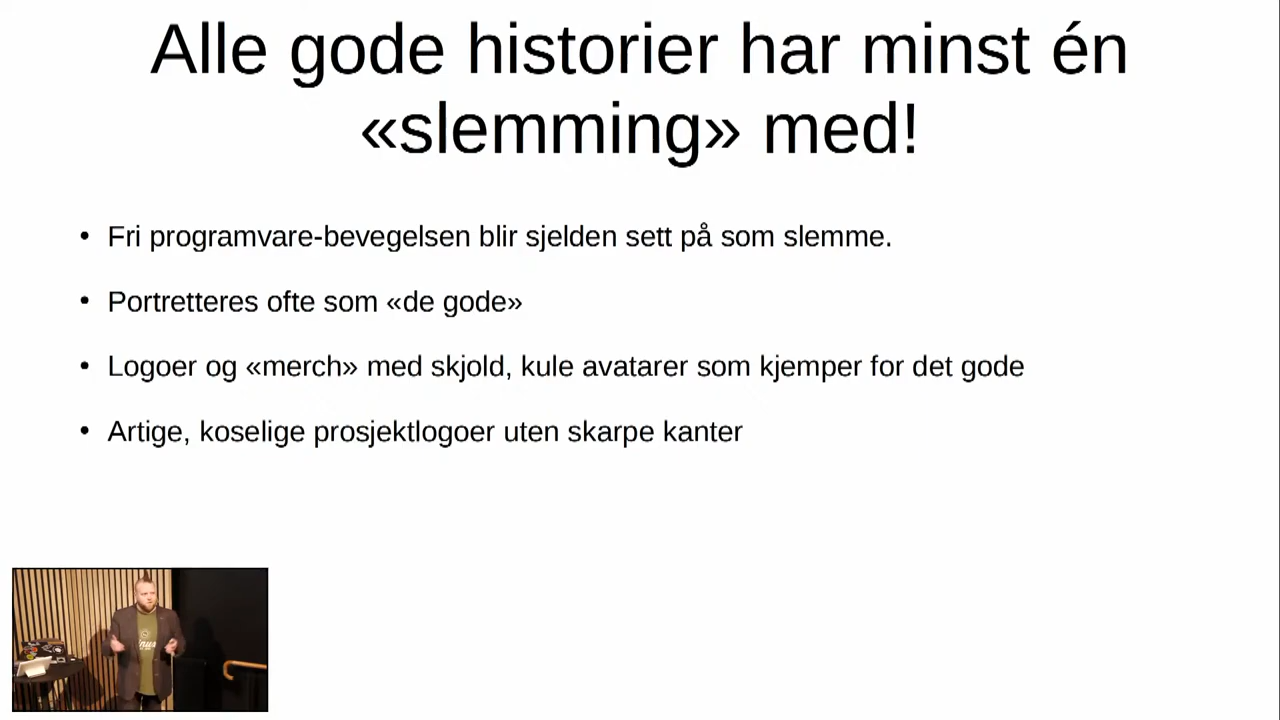 Alle gode historier har minst én
«slemming» med!
• Fri programvare-bevegelsen blir sjelden sett på som slemme.
• Portretteres ofte som «de gode»
• Logoer og «merch» med skjold, kule avatarer som kjemper for det gode
• Artige, koselige prosjektlogoer uten skarpe kanter